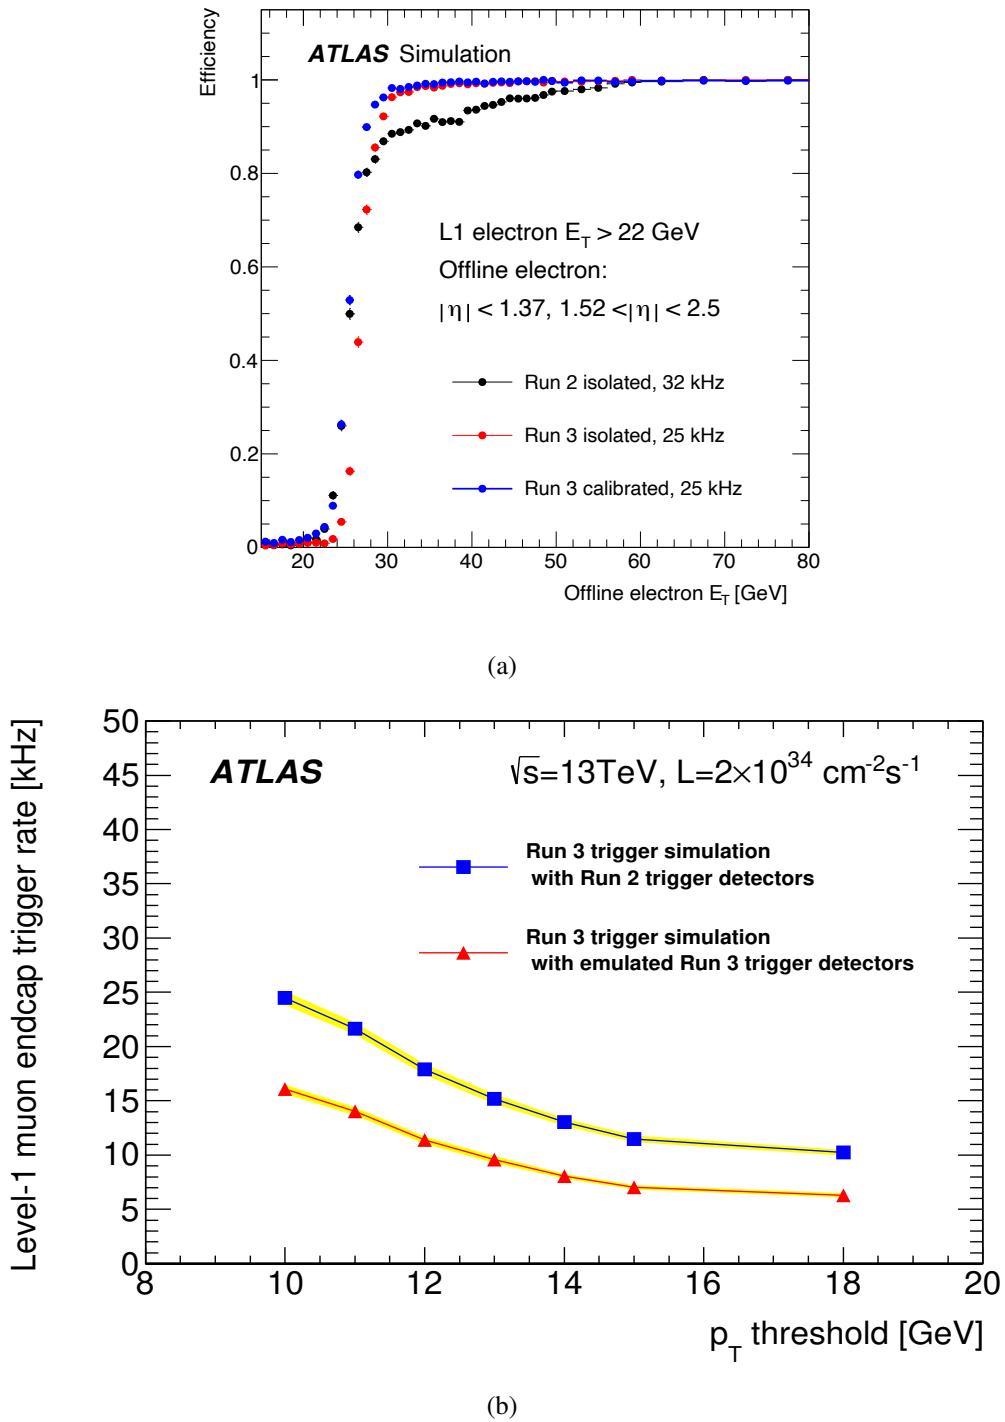 Efficiency
ATLAS Simulation
1
0.8
0.6
0.4
0.2
0
L1 electron E_T > 22 GeV
Offline electron:
|η| < 1.37, 1.52 <|η| < 2.5
Run 2 isolated, 32 kHz
Run 3 isolated, 25 kHz
Run 3 calibrated, 25 kHz
20 30 40 50 60 70 80
Offline electron E_T [GeV]
(a)
Level-1 muon endcap trigger rate [kHz]
50
45
40
35
30
25
20
15
10
5
0
ATLAS
√s=13TeV, L=2×10^34 cm^-2s^-1
Run 3 trigger simulation
with Run 2 trigger detectors
Run 3 trigger simulation
with emulated Run 3 trigger detectors
8 10 12 14 16 18 20
p_T threshold [GeV]
(b)